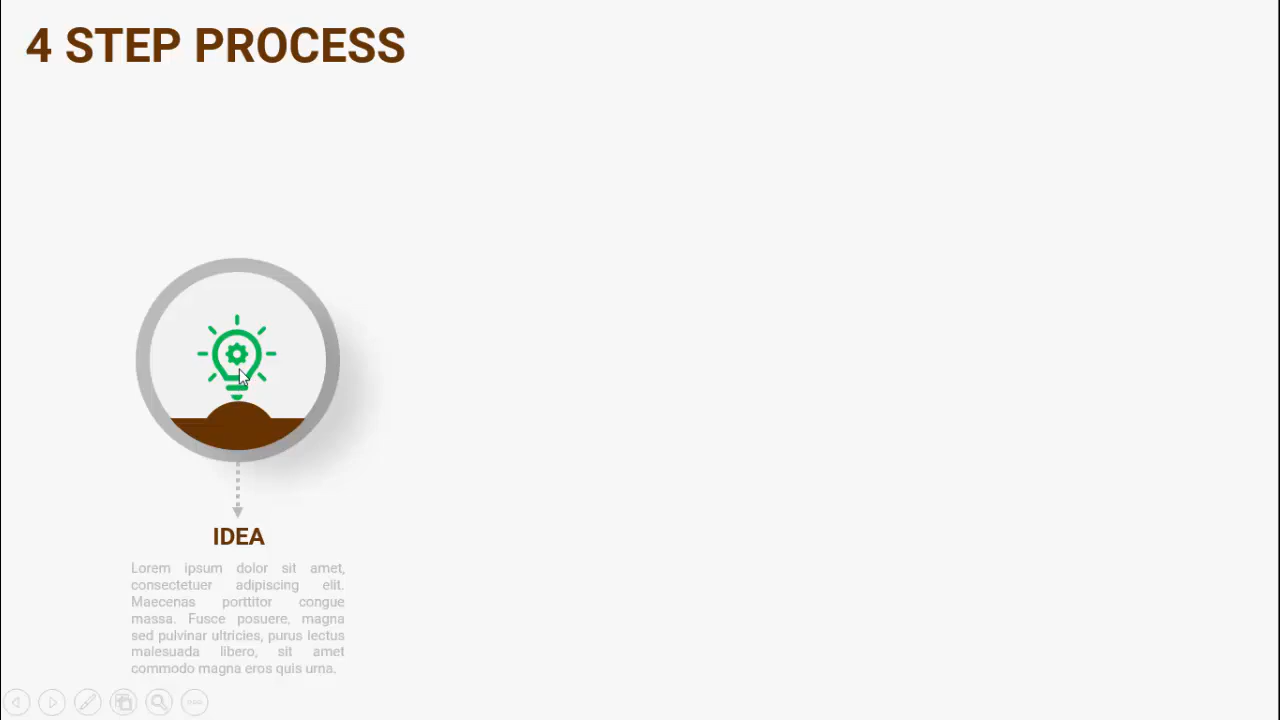 4 STEP PROCESS
IDEA
Lorem ipsum dolor sit amet,
consectetuer adipiscing elit.
Maecenas porttitor congue
massa. Fusce posuere, magna
sed pulvinar ultricies, purus lectus
malesuada libero, sit amet
commodo magna eros quis urna.